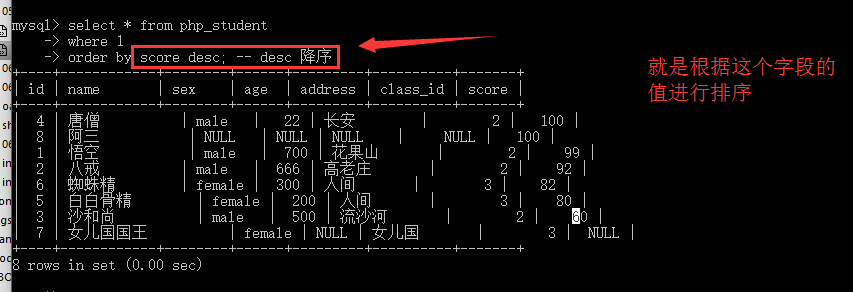 mysql> select * from php_student
-> where 1
-> order by score desc; -- desc 降序
就是根据这个字段的
值进行排序
+----+------+-----+-----+---------+----------+-------+
| id | name | sex | age | address | class_id | score |
+----+------+-----+-----+---------+----------+-------+
| 4 | 唐僧 | male | 22 | 长安 | 2 | 100 |
| 8 | 阿三 | NULL | NULL | NULL | NULL | 100 |
| 1 | 悟空 | male | 700 | 花果山 | 2 | 99 |
| 2 | 八戒 | male | 666 | 高老庄 | 2 | 92 |
| 6 | 蜘蛛精 | female | 300 | 人间 | 3 | 82 |
| 5 | 白白骨精 | female | 200 | 人间 | 3 | 80 |
| 3 | 沙和尚 | male | 500 | 流沙河 | 2 | 60 |
| 7 | 女儿国国王 | female | NULL | 女儿国 | 3 | NULL |
+----+------+-----+-----+---------+----------+-------+
8 rows in set (0.00 sec)